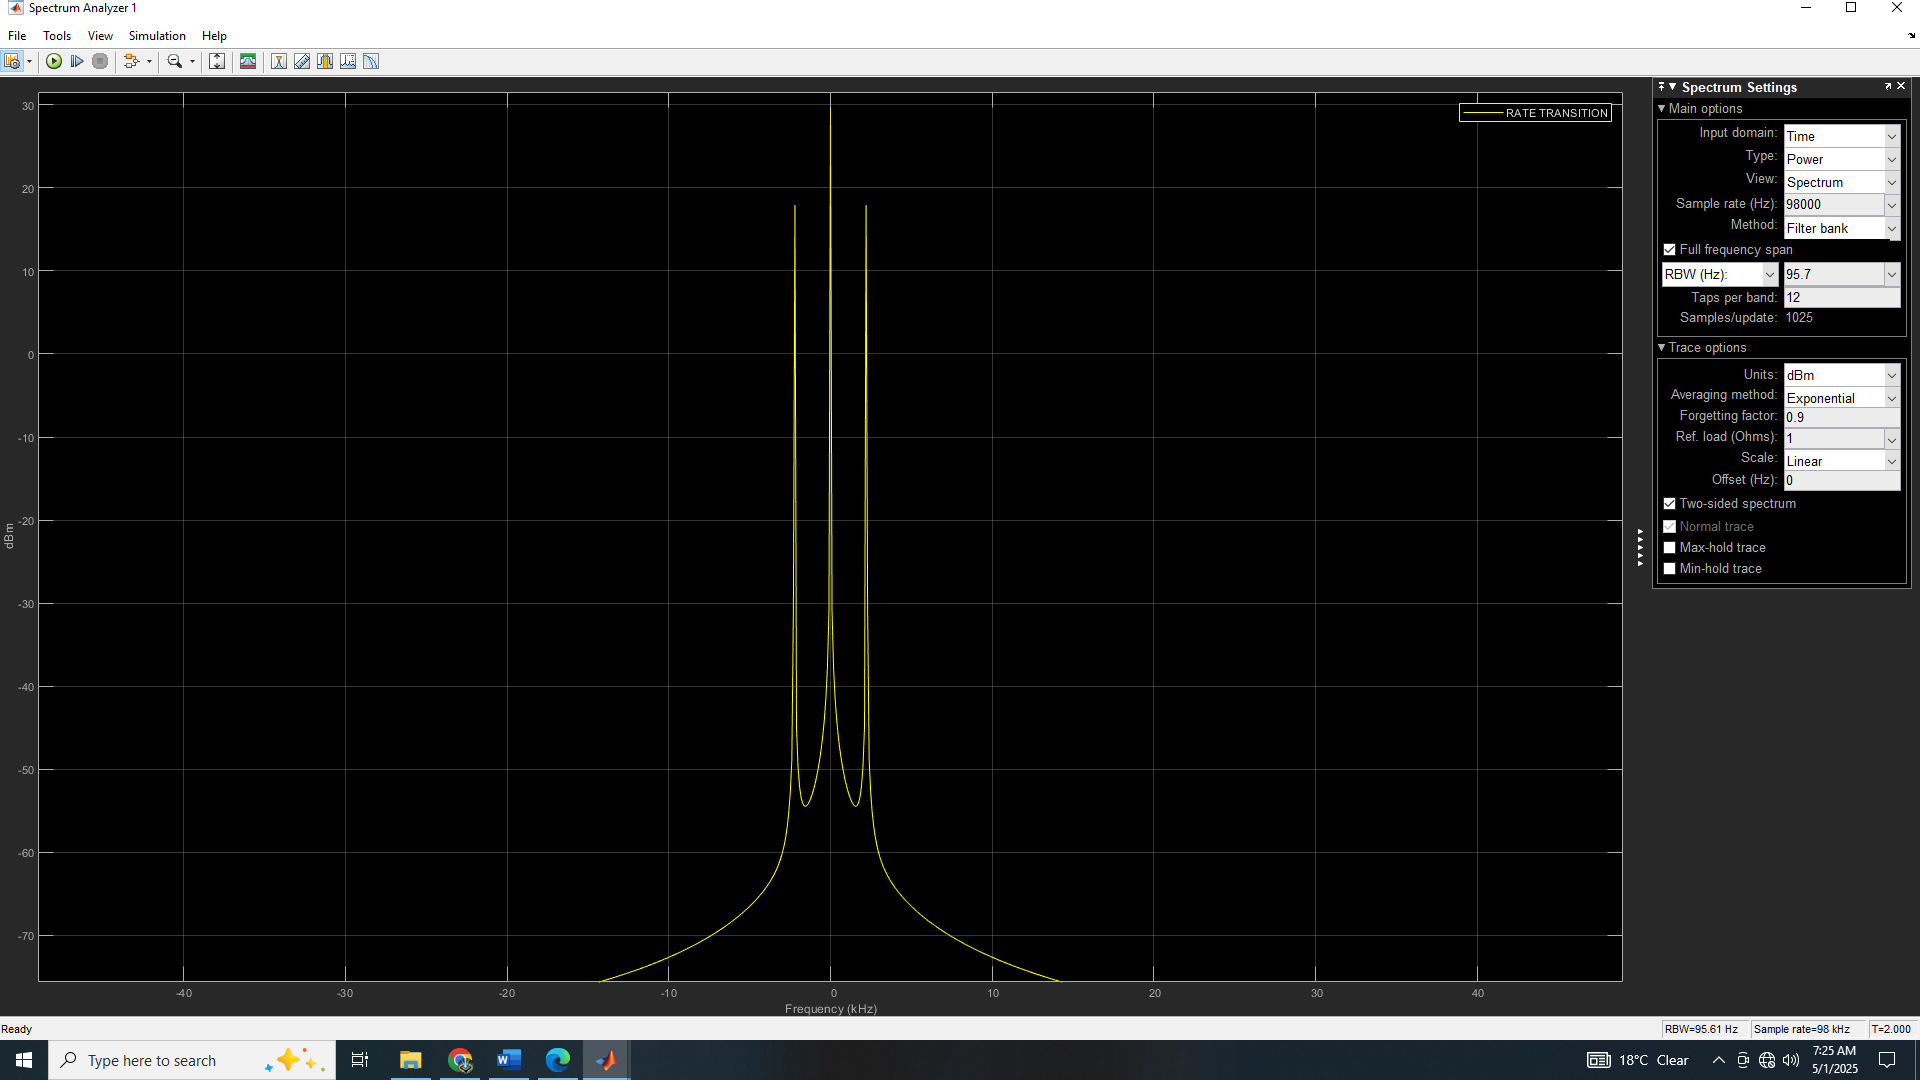 Spectrum Analyzer 1
File Tools View Simulation Help
RATE TRANSITION
30
20
10
0
-10
-20
-30
-40
-50
-60
-70
dBm
-40 -30 -20 -10 0 10 20 30 40
Frequency (kHz)
Spectrum Settings
Main options
Input domain: Time
Type: Power
View: Spectrum
Sample rate (Hz): 98000
Method: Filter bank
Full frequency span
RBW (Hz): 95.7
Taps per band: 12
Samples/update: 1025
Trace options
Units: dBm
Averaging method: Exponential
Forgetting factor: 0.9
Ref. load (Ohms): 1
Scale: Linear
Offset (Hz): 0
Two-sided spectrum
Normal trace
Max-hold trace
Min-hold trace
Ready
RBW=95.61 Hz Sample rate=98 kHz T=2.000
Type here to search
18°C Clear
7:25 AM
5/1/2025